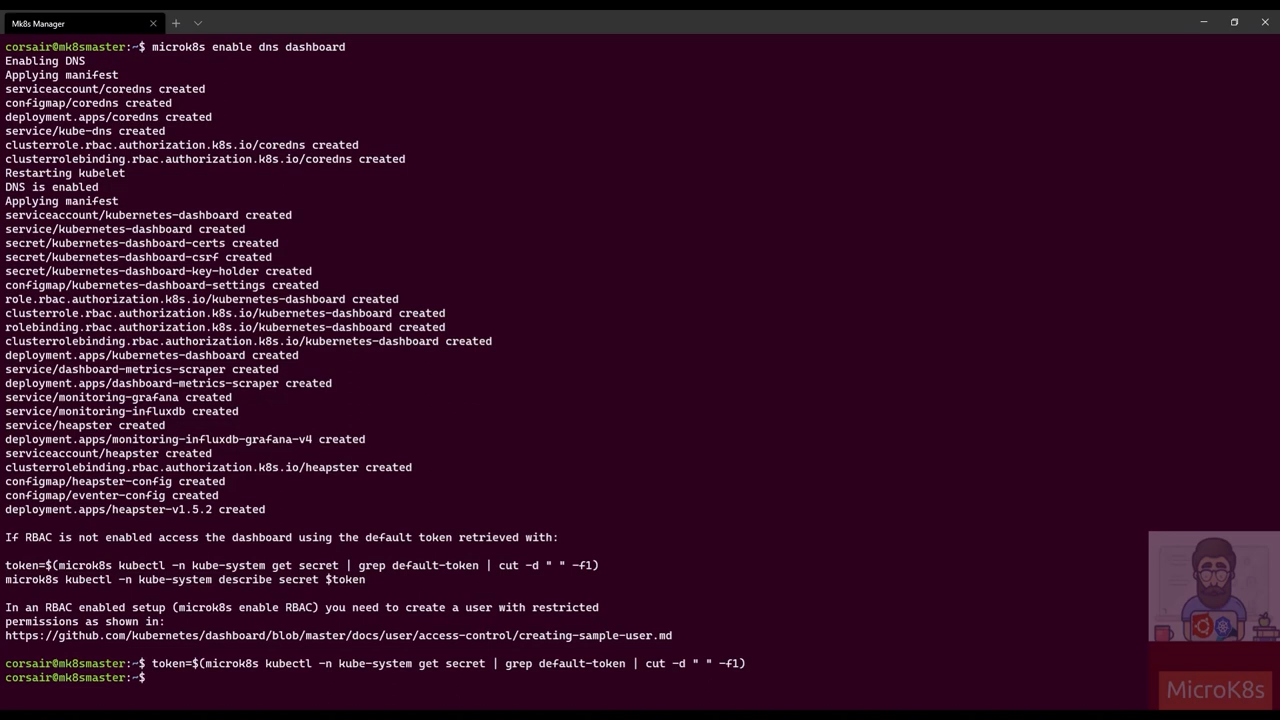 Mk8s Manager
corsair@mk8smaster:~$ microk8s enable dns dashboard
Enabling DNS
Applying manifest
serviceaccount/coredns created
configmap/coredns created
deployment.apps/coredns created
service/kube-dns created
clusterrole.rbac.authorization.k8s.io/coredns created
clusterrolebinding.rbac.authorization.k8s.io/coredns created
Restarting kubelet
DNS is enabled
Applying manifest
serviceaccount/kubernetes-dashboard created
service/kubernetes-dashboard created
secret/kubernetes-dashboard-certs created
secret/kubernetes-dashboard-csrf created
secret/kubernetes-dashboard-key-holder created
configmap/kubernetes-dashboard-settings created
role.rbac.authorization.k8s.io/kubernetes-dashboard created
clusterrole.rbac.authorization.k8s.io/kubernetes-dashboard created
rolebinding.rbac.authorization.k8s.io/kubernetes-dashboard created
clusterrolebinding.rbac.authorization.k8s.io/kubernetes-dashboard created
deployment.apps/kubernetes-dashboard created
service/dashboard-metrics-scraper created
deployment.apps/dashboard-metrics-scraper created
service/monitoring-grafana created
service/monitoring-influxdb created
service/heapster created
deployment.apps/monitoring-influxdb-grafana-v4 created
serviceaccount/heapster created
clusterrolebinding.rbac.authorization.k8s.io/heapster created
configmap/heapster-config created
configmap/eventer-config created
deployment.apps/heapster-v1.5.2 created
If RBAC is not enabled access the dashboard using the default token retrieved with:
token=$(microk8s kubectl -n kube-system get secret | grep default-token | cut -d " " -f1)
microk8s kubectl -n kube-system describe secret $token
In an RBAC enabled setup (microk8s enable RBAC) you need to create a user with restricted
permissions as shown in:
https://github.com/kubernetes/dashboard/blob/master/docs/user/access-control/creating-sample-user.md
corsair@mk8smaster:~$ token=$(microk8s kubectl -n kube-system get secret | grep default-token | cut -d " " -f1)
corsair@mk8smaster:~$
MicroK8s